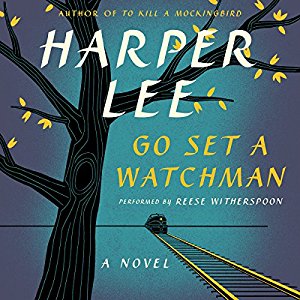 AUTHOR OF TO KILL A MOCKINGBIRD
HARPER
LEE
GO SET A
WATCHMAN
PERFORMED BY REESE WITHERSPOON
A NOVEL